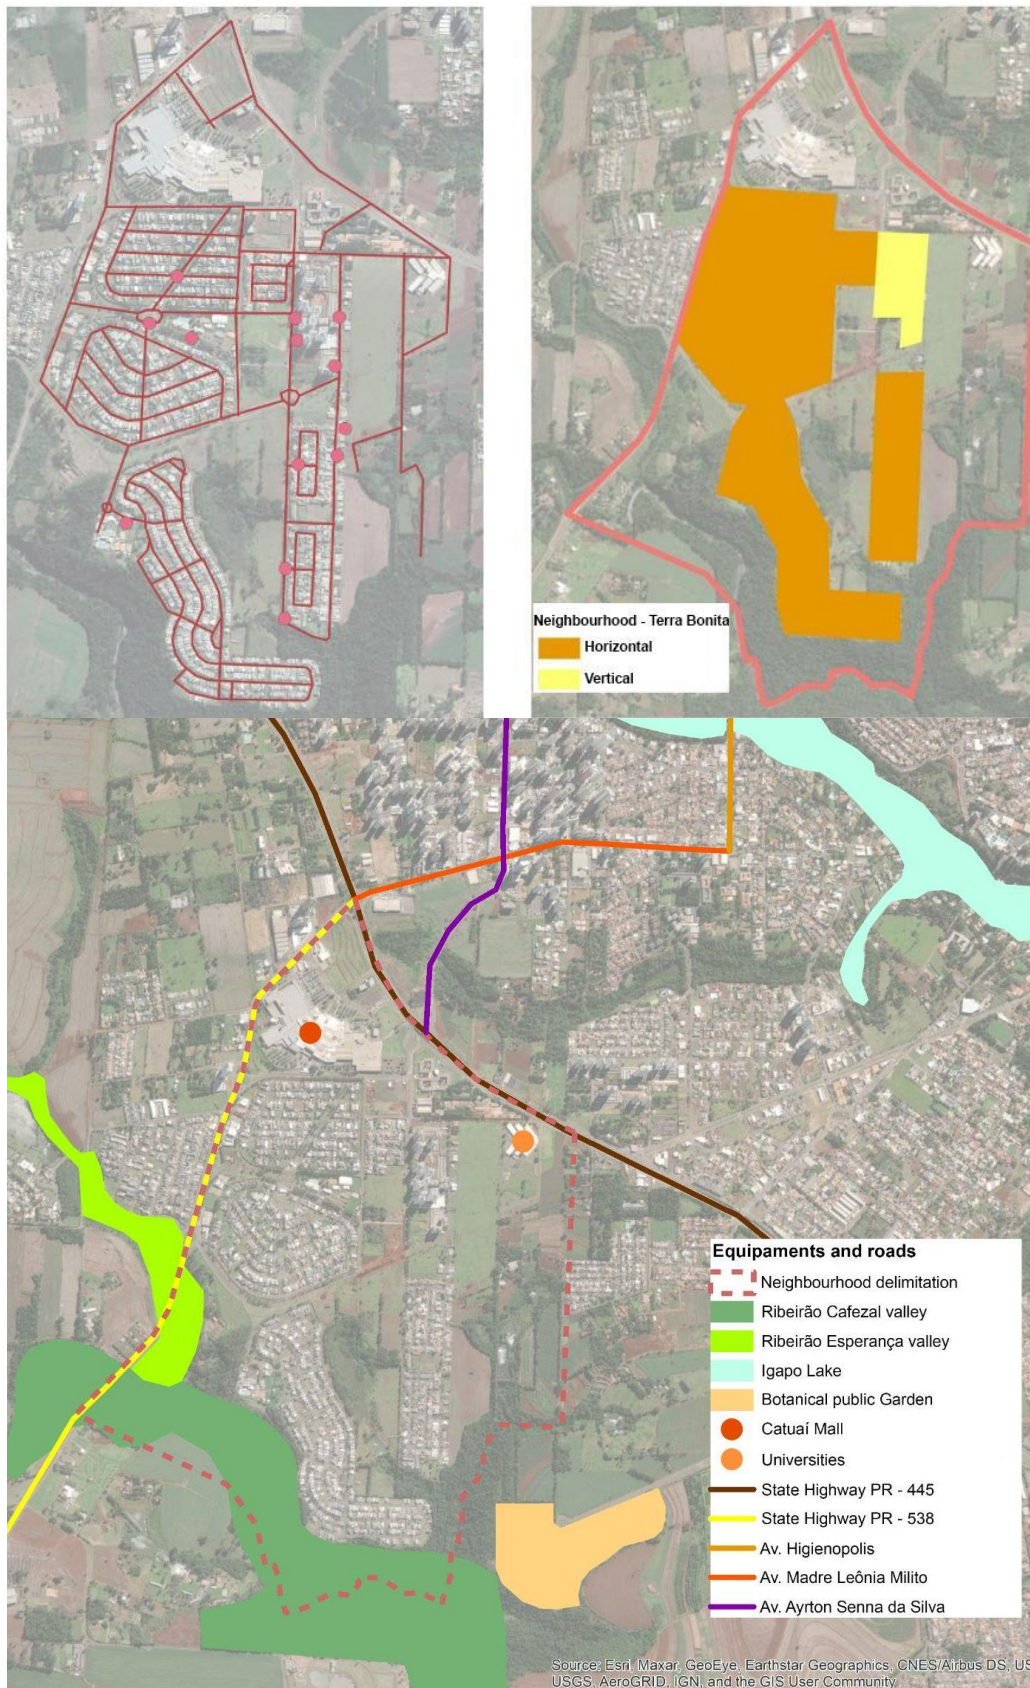 Neighbourhood - Terra Bonita
Horizontal
Vertical
Equipaments and roads
Neighbourhood delimitation
Ribeirão Cafezal valley
Ribeirão Esperança valley
Igapo Lake
Botanical public Garden
Catuaí Mall
Universities
State Highway PR - 445
State Highway PR - 538
Av. Higienopolis
Av. Madre Leônia Milito
Av. Ayrton Senna da Silva
Source: Esri, Maxar, GeoEye, Earthstar Geographics, CNES/Airbus DS, US
USGS, AeroGRID, IGN, and the GIS User Community